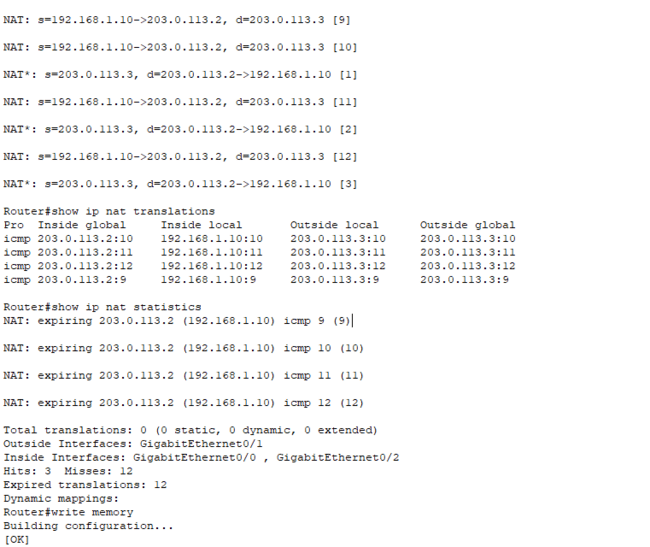 NAT: s=192.168.1.10->203.0.113.2, d=203.0.113.3 [9]
NAT: s=192.168.1.10->203.0.113.2, d=203.0.113.3 [10]
NAT*: s=203.0.113.3, d=203.0.113.2->192.168.1.10 [1]
NAT: s=192.168.1.10->203.0.113.2, d=203.0.113.3 [11]
NAT*: s=203.0.113.3, d=203.0.113.2->192.168.1.10 [2]
NAT: s=192.168.1.10->203.0.113.2, d=203.0.113.3 [12]
NAT*: s=203.0.113.3, d=203.0.113.2->192.168.1.10 [3]
Router#show ip nat translations
Pro  Inside global     Inside local       Outside local      Outside global
icmp 203.0.113.2:10    192.168.1.10:10    203.0.113.3:10     203.0.113.3:10
icmp 203.0.113.2:11    192.168.1.10:11    203.0.113.3:11     203.0.113.3:11
icmp 203.0.113.2:12    192.168.1.10:12    203.0.113.3:12     203.0.113.3:12
icmp 203.0.113.2:9     192.168.1.10:9     203.0.113.3:9      203.0.113.3:9
Router#show ip nat statistics
NAT: expiring 203.0.113.2 (192.168.1.10) icmp 9 (9)
NAT: expiring 203.0.113.2 (192.168.1.10) icmp 10 (10)
NAT: expiring 203.0.113.2 (192.168.1.10) icmp 11 (11)
NAT: expiring 203.0.113.2 (192.168.1.10) icmp 12 (12)
Total translations: 0 (0 static, 0 dynamic, 0 extended)
Outside Interfaces: GigabitEthernet0/1
Inside Interfaces: GigabitEthernet0/0 , GigabitEthernet0/2
Hits: 3  Misses: 12
Expired translations: 12
Dynamic mappings:
Router#write memory
Building configuration...
[OK]